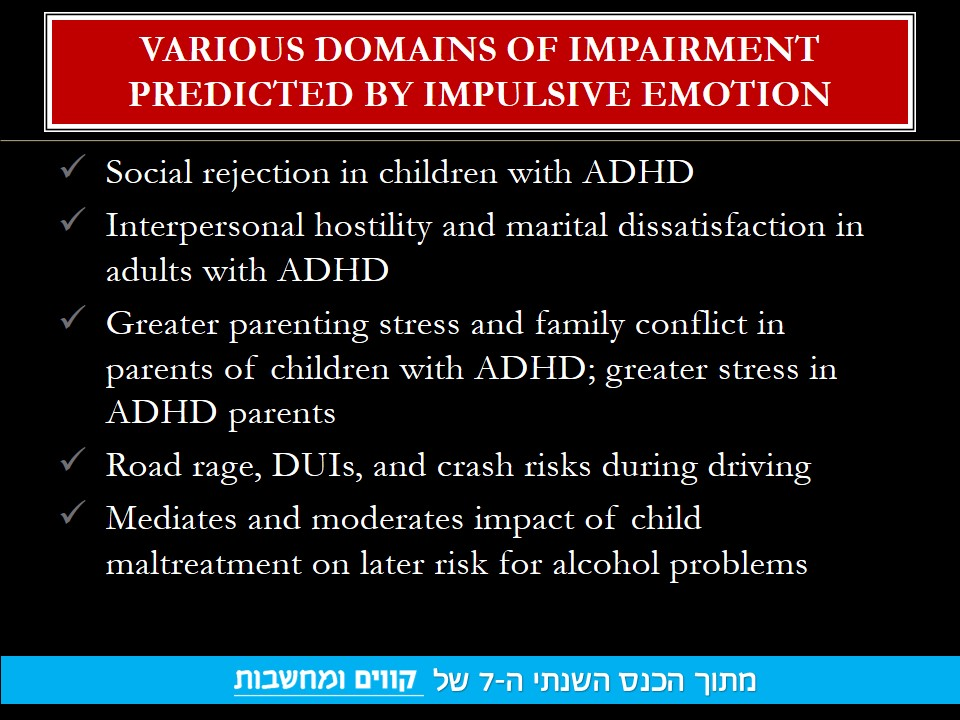 VARIOUS DOMAINS OF IMPAIRMENT
PREDICTED BY IMPULSIVE EMOTION
Social rejection in children with ADHD
Interpersonal hostility and marital dissatisfaction in
adults with ADHD
Greater parenting stress and family conflict in
parents of children with ADHD; greater stress in
ADHD parents
Road rage, DUIs, and crash risks during driving
Mediates and moderates impact of child
maltreatment on later risk for alcohol problems
מתוך הכנס השנתי ה-7 של קווים ומחשבות